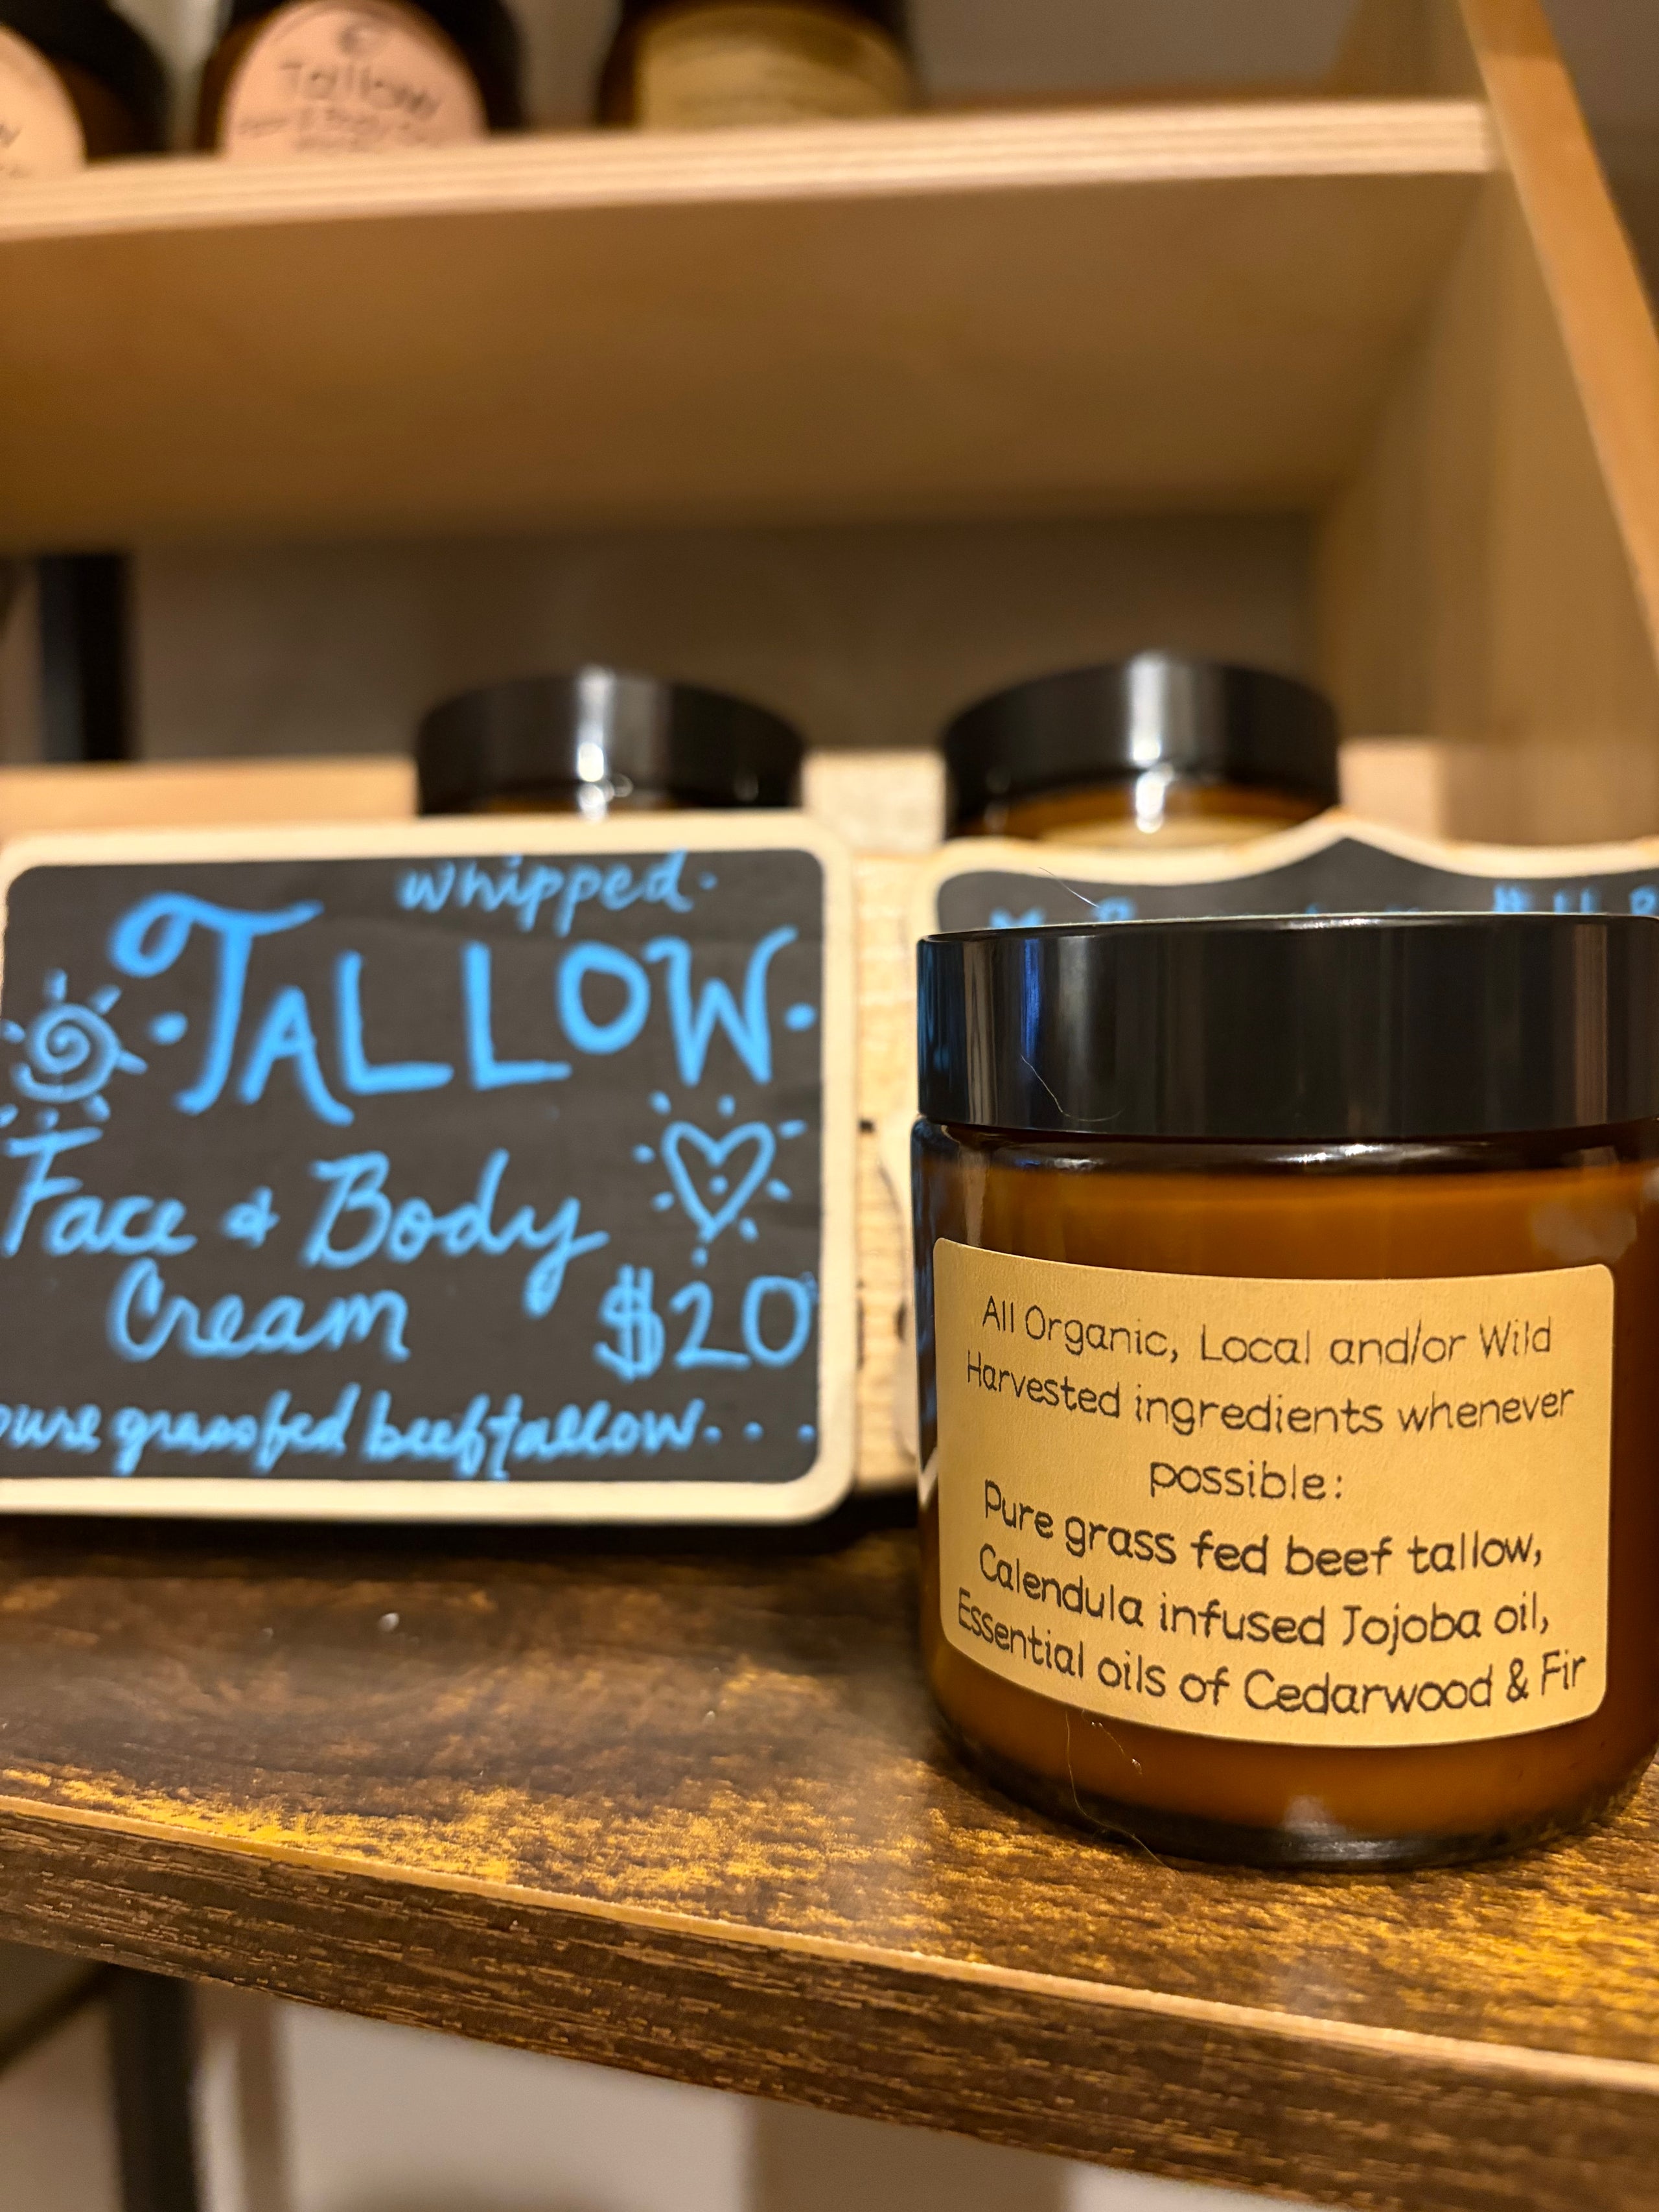 Tallow
whipped
TALLOW
Face & Body
Cream
$20
pure grassfed beef tallow...
All Organic, Local and/or Wild
Harvested ingredients whenever
possible:
Pure grass fed beef tallow,
Calendula infused Jojoba oil,
Essential oils of Cedarwood & Fir